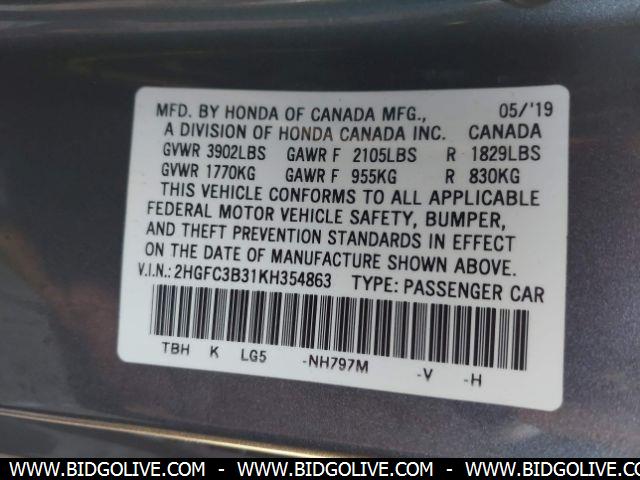 MFD. BY HONDA OF CANADA MFG., 05/'19
A DIVISION OF HONDA CANADA INC. CANADA
GVWR 3902LBS GAWR F 2105LBS R 1829LBS
GVWR 1770KG GAWR F 955KG R 830KG
THIS VEHICLE CONFORMS TO ALL APPLICABLE
FEDERAL MOTOR VEHICLE SAFETY, BUMPER,
AND THEFT PREVENTION STANDARDS IN EFFECT
ON THE DATE OF MANUFACTURE SHOWN ABOVE.
V.I.N.: 2HGFC3B31KH354863 TYPE: PASSENGER CAR
TBH K LG5 -NH797M -V -H
WWW.BIDGOLIVE.COM - WWW.BIDGOLIVE.COM - WWW.BIDGOLIVE.COM